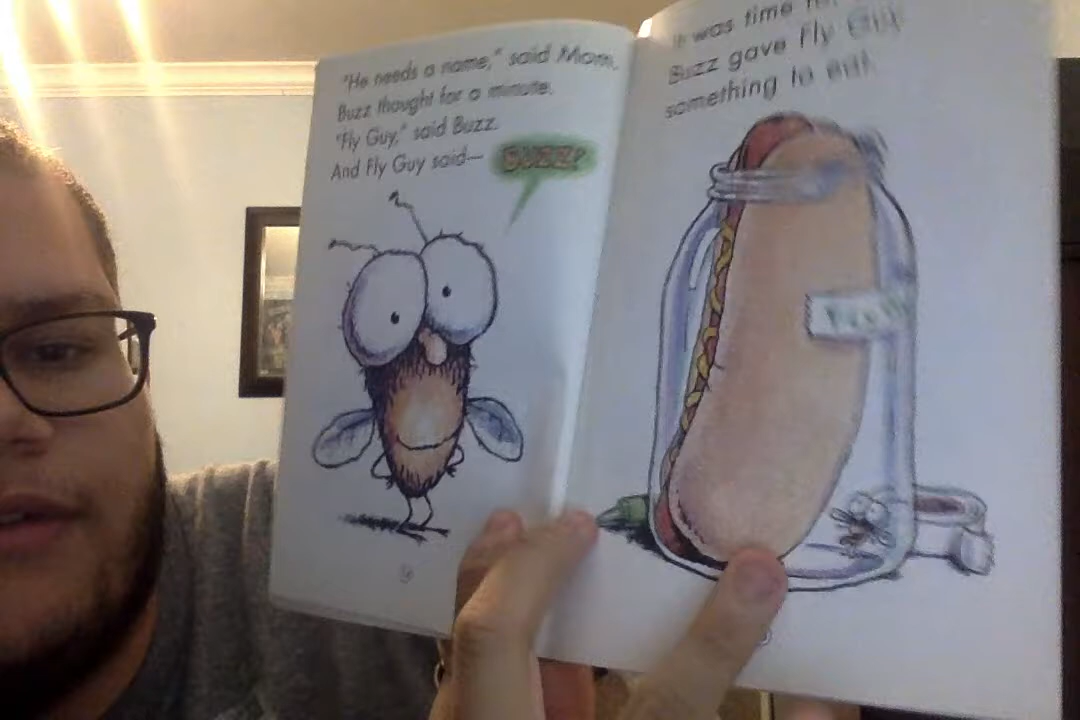 "He needs a name," said Mom.
Buzz thought for a minute.
"Fly Guy," said Buzz.
And Fly Guy said—
BUZZ!
It was time
Buzz gave Fly Guy
something to eat.